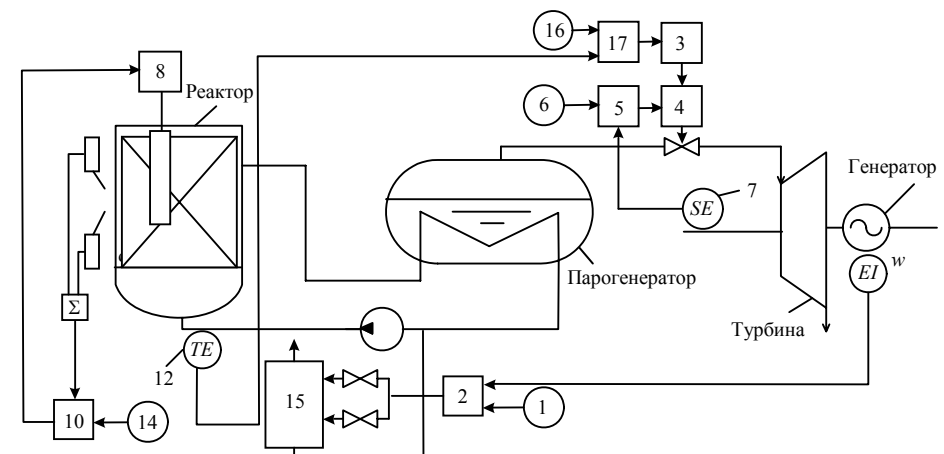 16
17
3
8
Реактор
6
5
4
7
Генератор
SE
EI
w
Парогенератор
Турбина
Σ
TE
12
15
2
1
10
14